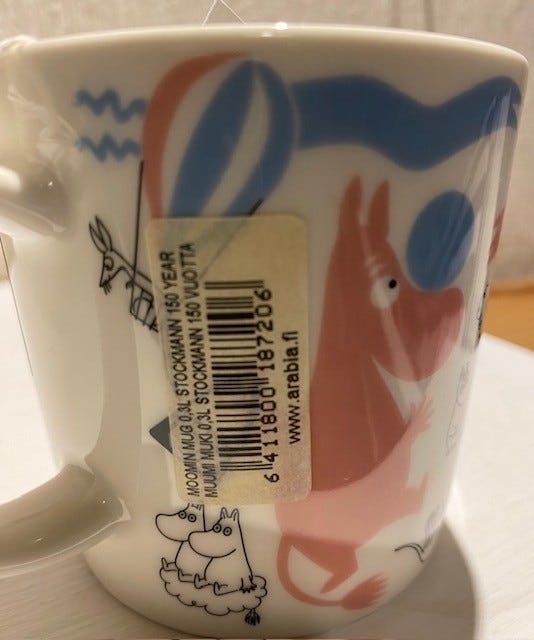 MOOMIN MUG 0,3L STOCKMANN 150 YEAR
MUUMI MUKI 0,3L STOCKMANN 150 VUOTTA
6 411800 187206
www.arabia.fi